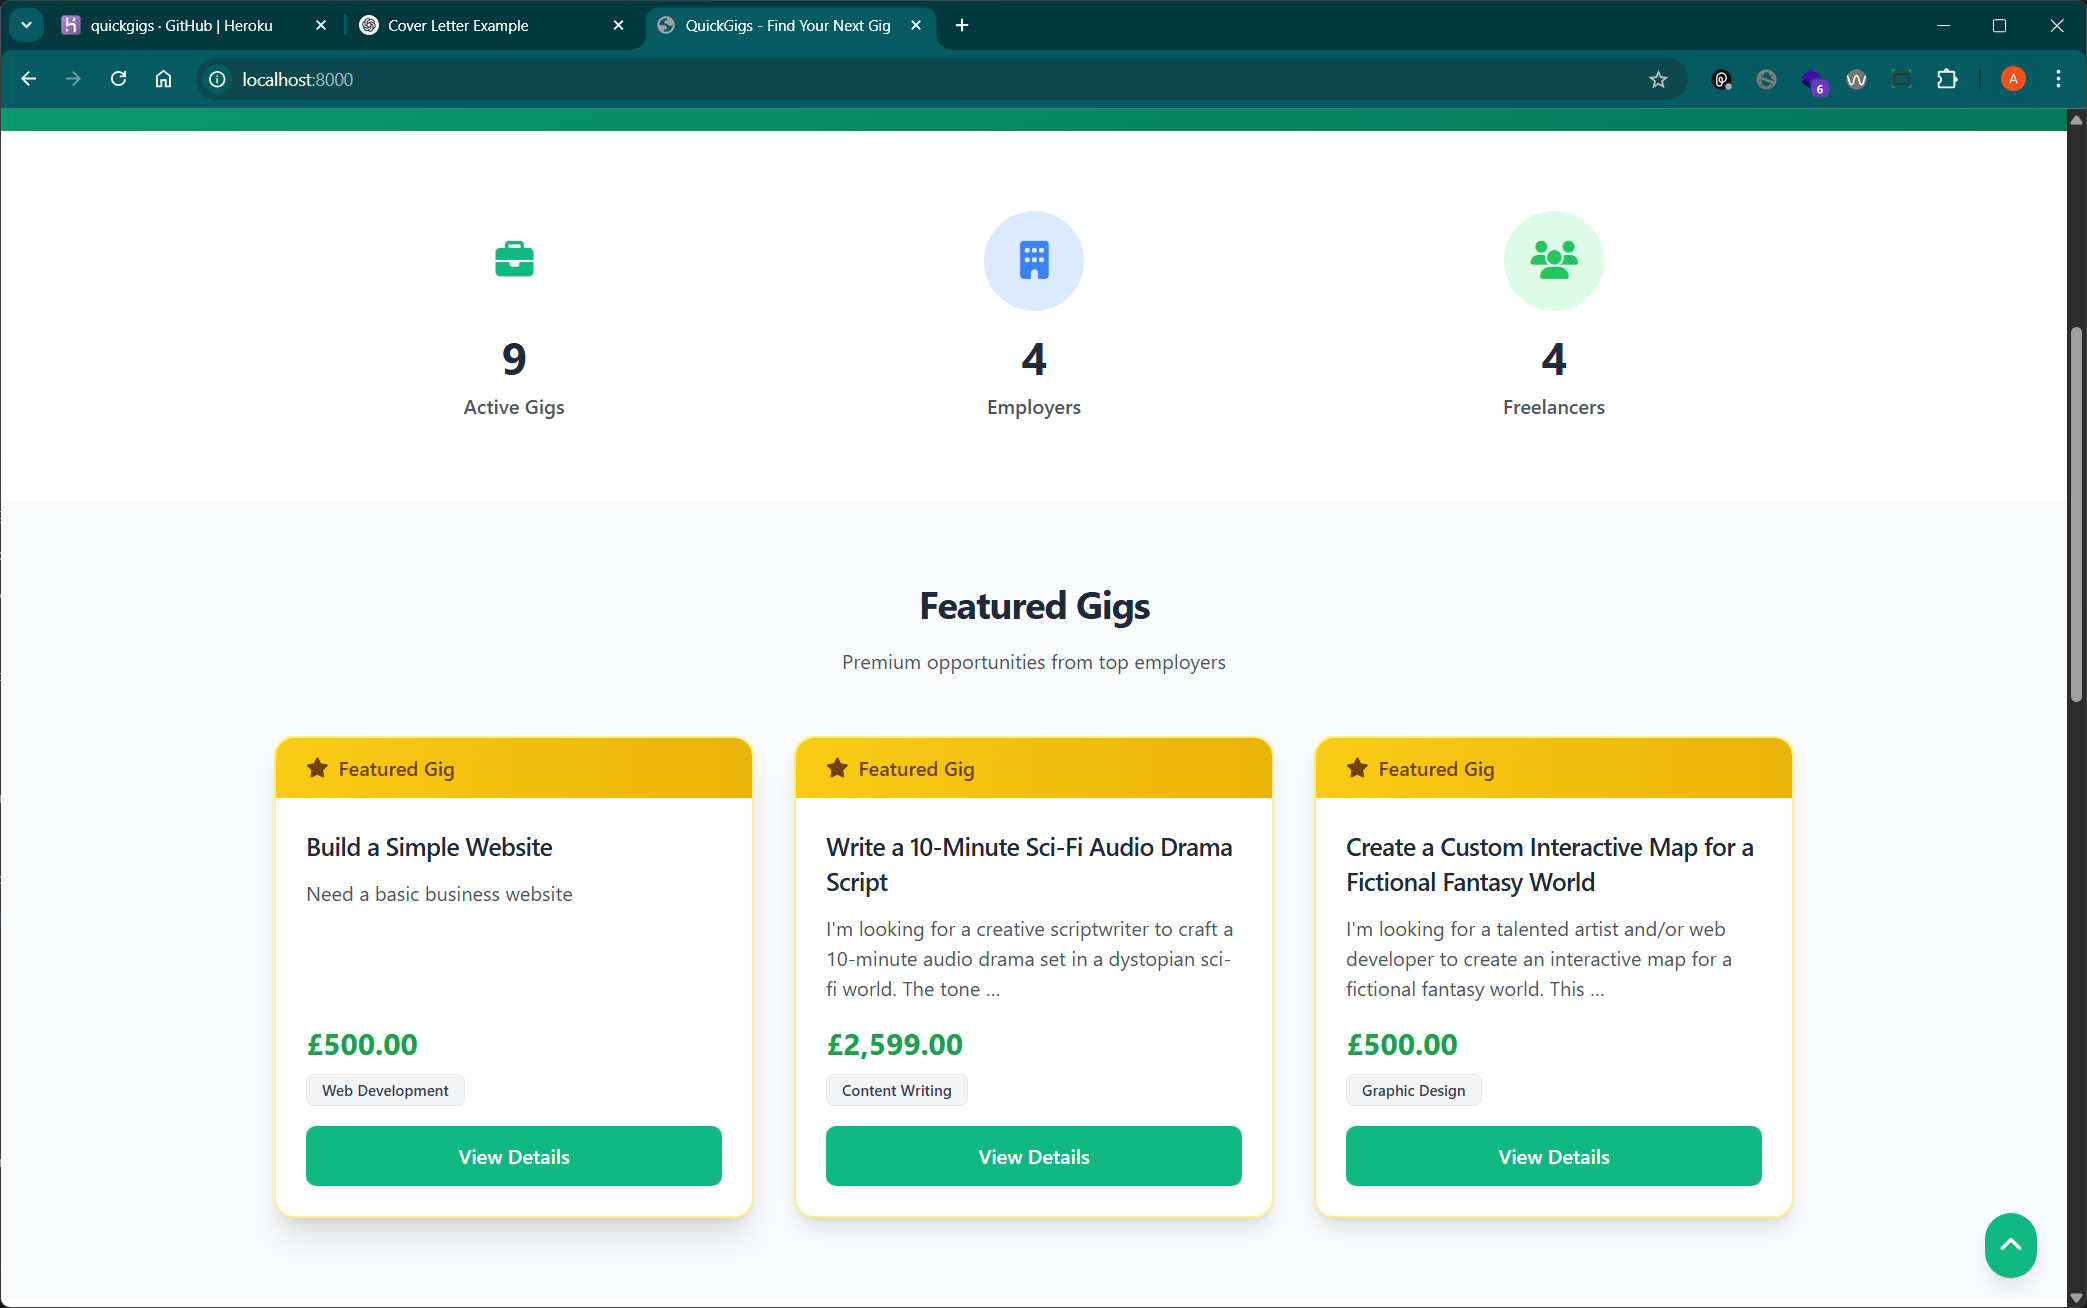 quickgigs · GitHub | Heroku
Cover Letter Example
QuickGigs - Find Your Next Gig
localhost:8000
6
A
9
Active Gigs
4
Employers
4
Freelancers
Featured Gigs
Premium opportunities from top employers
Featured Gig
Build a Simple Website
Need a basic business website
£500.00
Web Development
View Details
Featured Gig
Write a 10-Minute Sci-Fi Audio Drama
Script
I'm looking for a creative scriptwriter to craft a
10-minute audio drama set in a dystopian sci-
fi world. The tone ...
£2,599.00
Content Writing
View Details
Featured Gig
Create a Custom Interactive Map for a
Fictional Fantasy World
I'm looking for a talented artist and/or web
developer to create an interactive map for a
fictional fantasy world. This ...
£500.00
Graphic Design
View Details